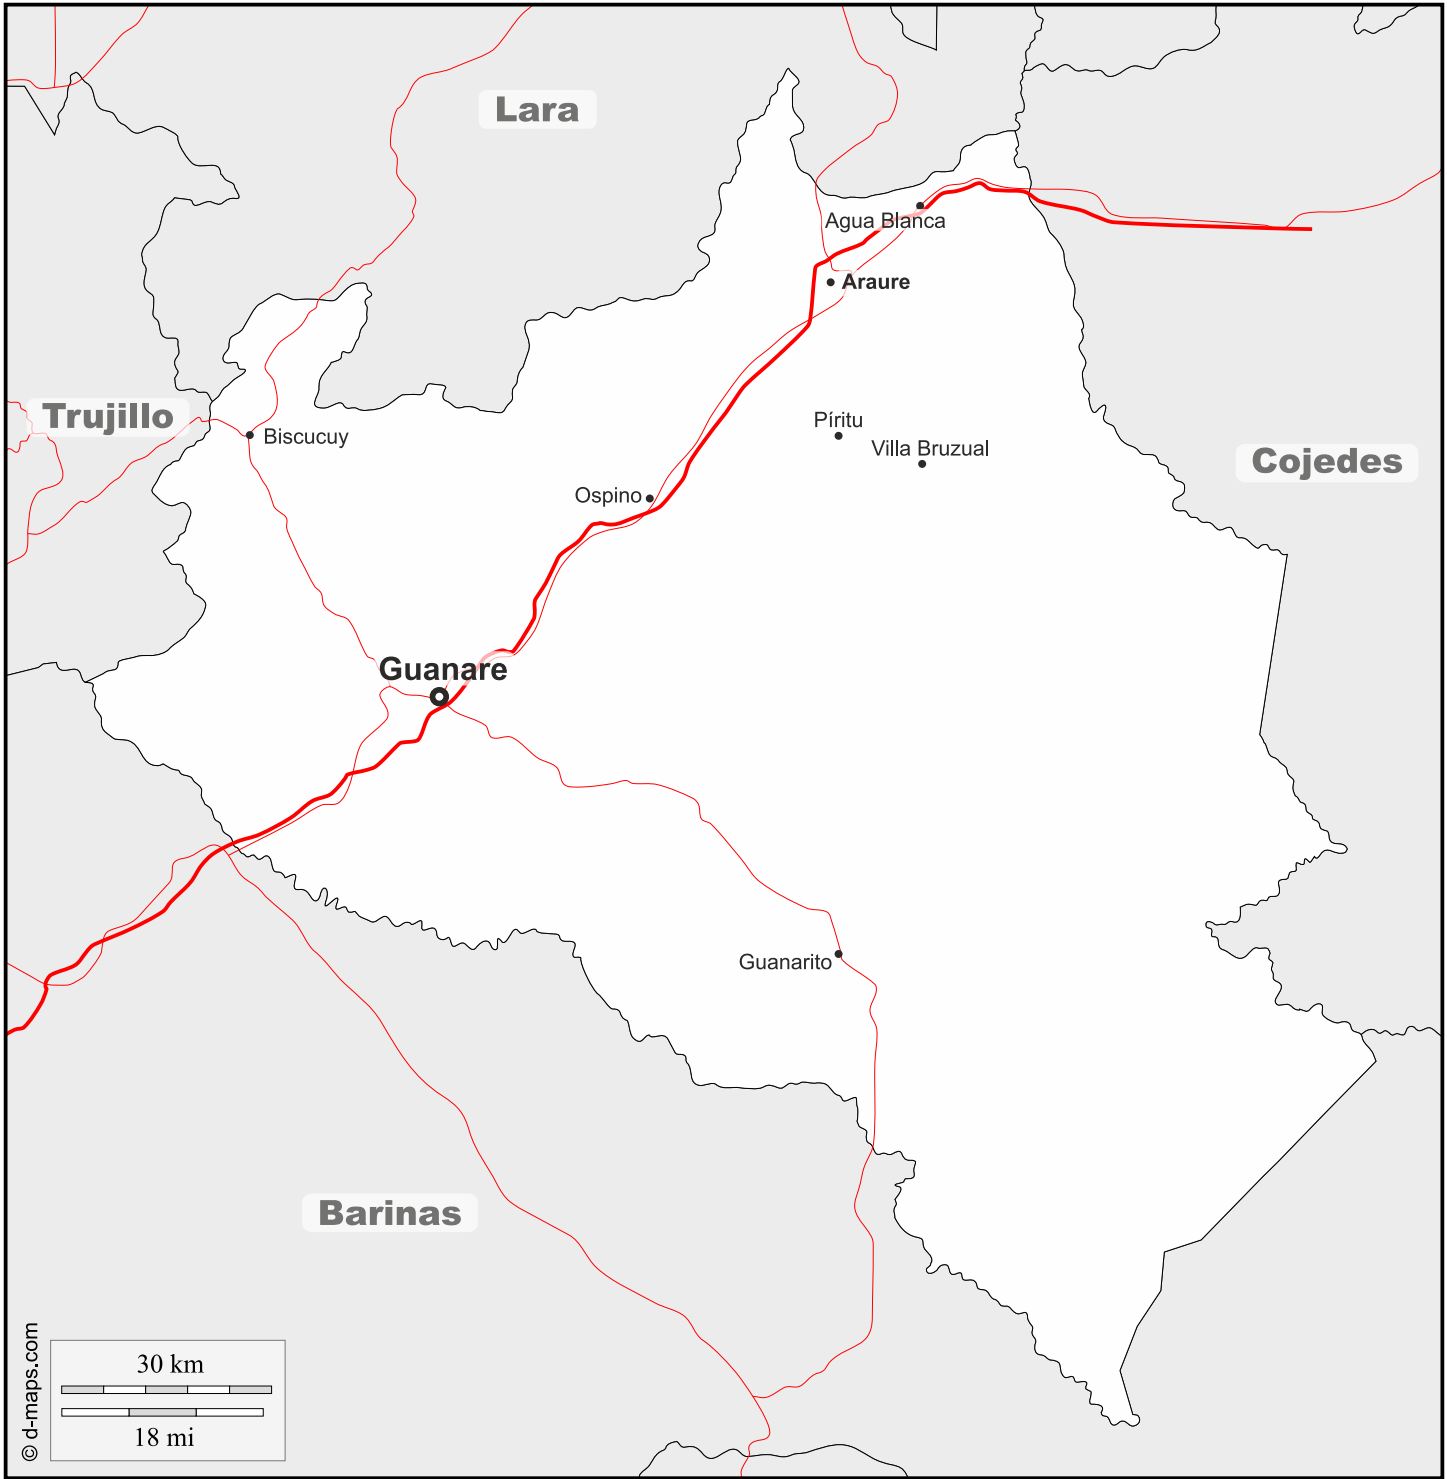 Lara
Agua Blanca
Araure
Trujillo
Biscucuy
Píritu
Villa Bruzual
Cojedes
Ospino
Guanare
Guanarito
Barinas
30 km
18 mi
© d-maps.com